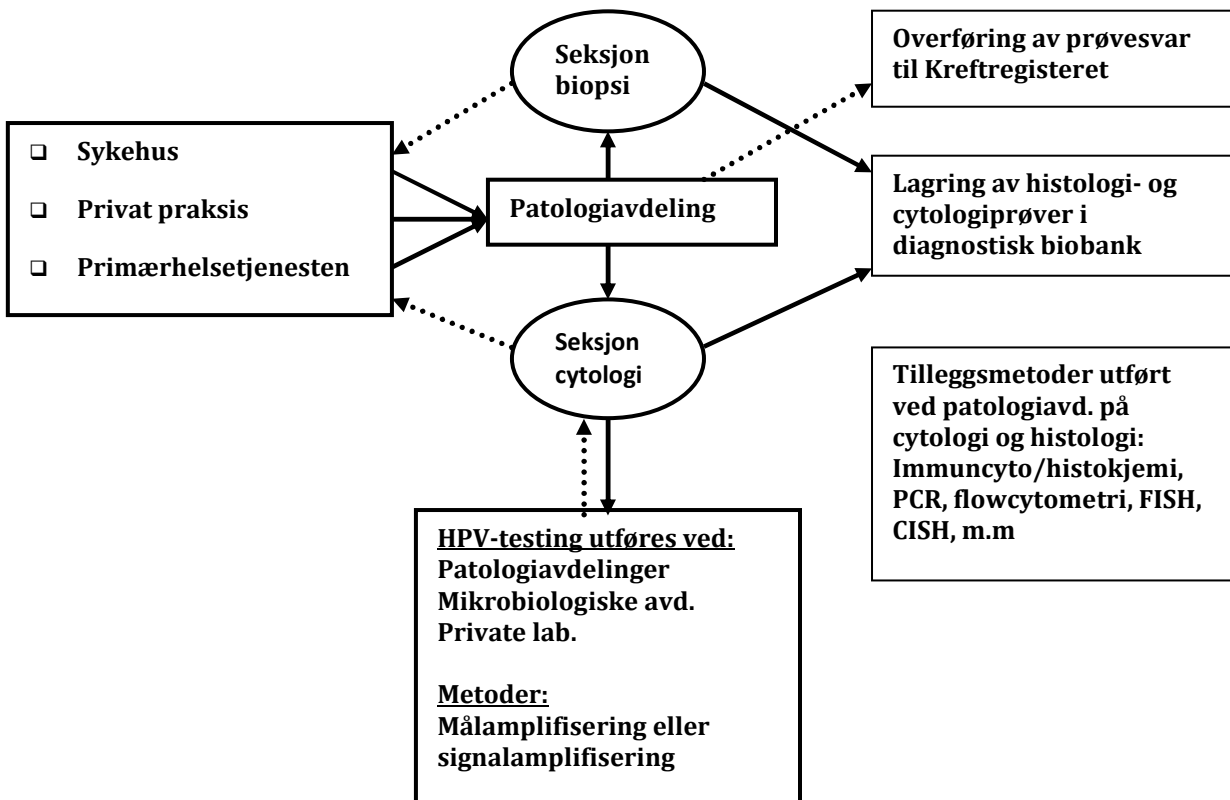 Seksjon
biopsi
Overføring av prøvesvar
til Kreftregisteret
❑ Sykehus
❑ Privat praksis
❑ Primærhelsetjenesten
Patologiavdeling
Lagring av histologi- og
cytologiprøver i
diagnostisk biobank
Seksjon
cytologi
Tilleggsmetoder utført
ved patologiavd. på
cytologi og histologi:
Immuncyto/histokjemi,
PCR, flowcytometri, FISH,
CISH, m.m
HPV-testing utføres ved:
Patologiavdelinger
Mikrobiologiske avd.
Private lab.
Metoder:
Målamplifisering eller
signalamplifisering